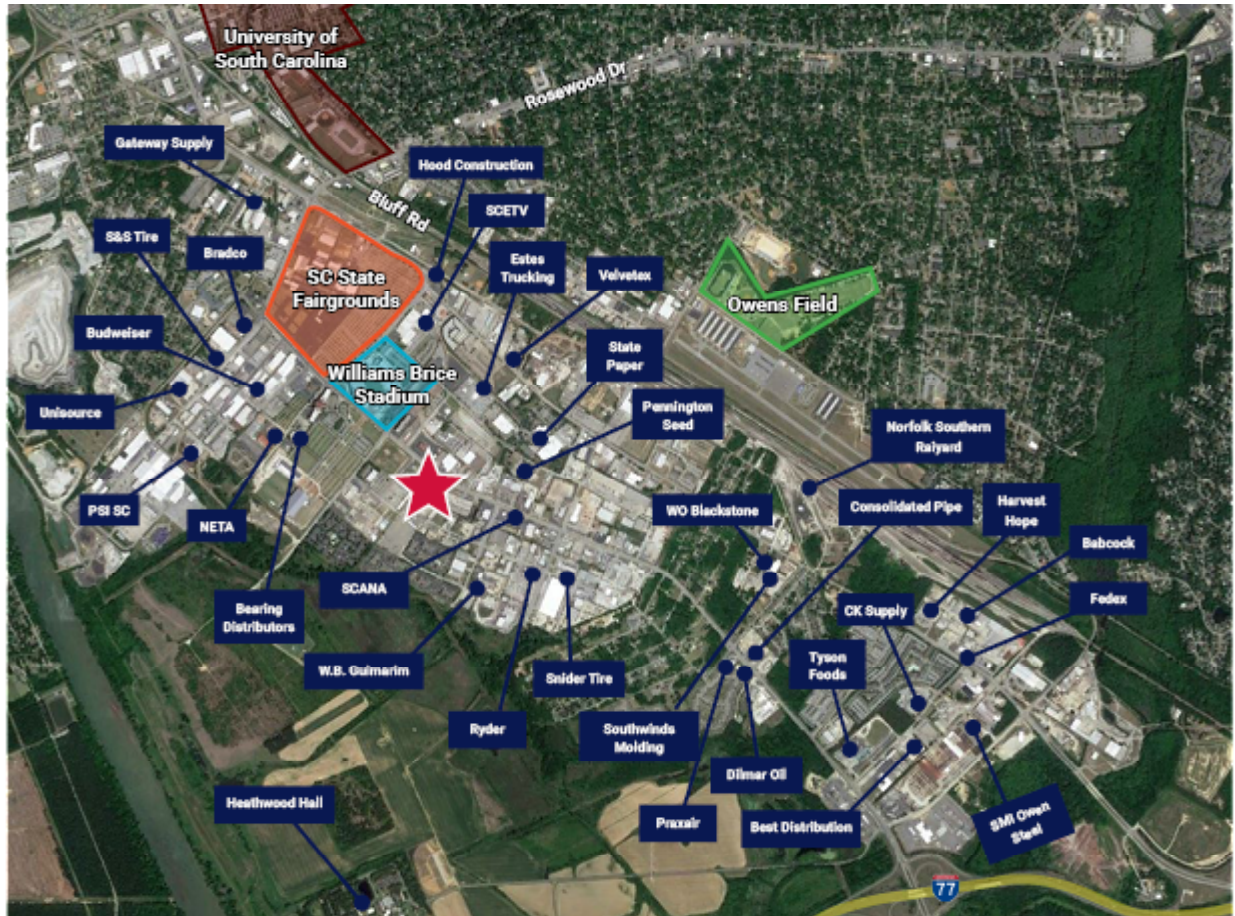 University of
South Carolina
Rosewood Dr
Gateway Supply
Hood Construction
Bluff Rd
SCETV
S&S Tire
Bradco
Estes
Trucking
Velvetex
SC State
Fairgrounds
Owens Field
Budweiser
State
Paper
Williams Brice
Stadium
Unisource
Pennington
Seed
Norfolk Southern
Raiyard
PSI SC
NETA
WO Blackstone
Consolidated Pipe
Harvest
Hope
Babcock
SCANA
Bearing
Distributors
CK Supply
Fedex
W.B. Guimarim
Snider Tire
Tyson
Foods
Ryder
Southwinds
Molding
Dilmar Oil
Heathwood Hall
Praxair
Best Distribution
SMI Owen
Steel
77